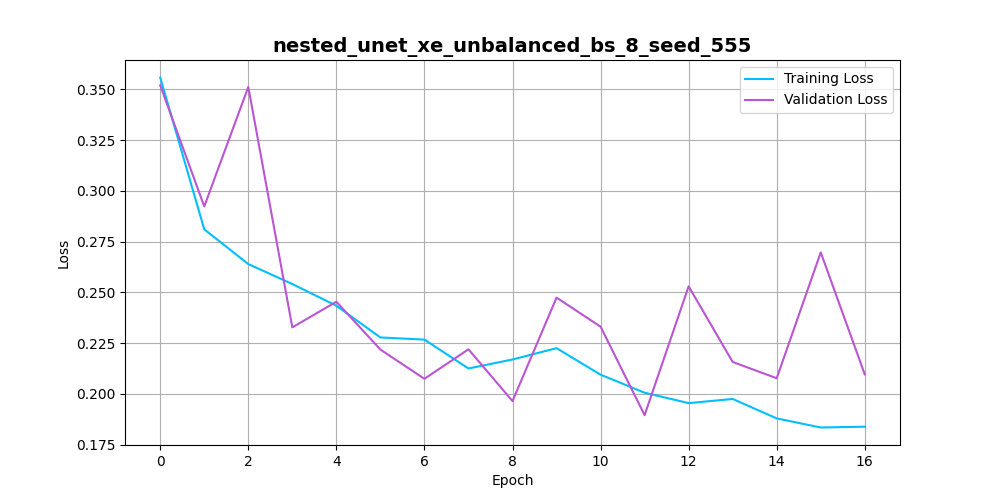 nested_unet_xe_unbalanced_bs_8_seed_555
Training Loss
Validation Loss
0.350
0.325
0.300
0.275
0.250
0.225
0.200
0.175
Loss
0 2 4 6 8 10 12 14 16
Epoch